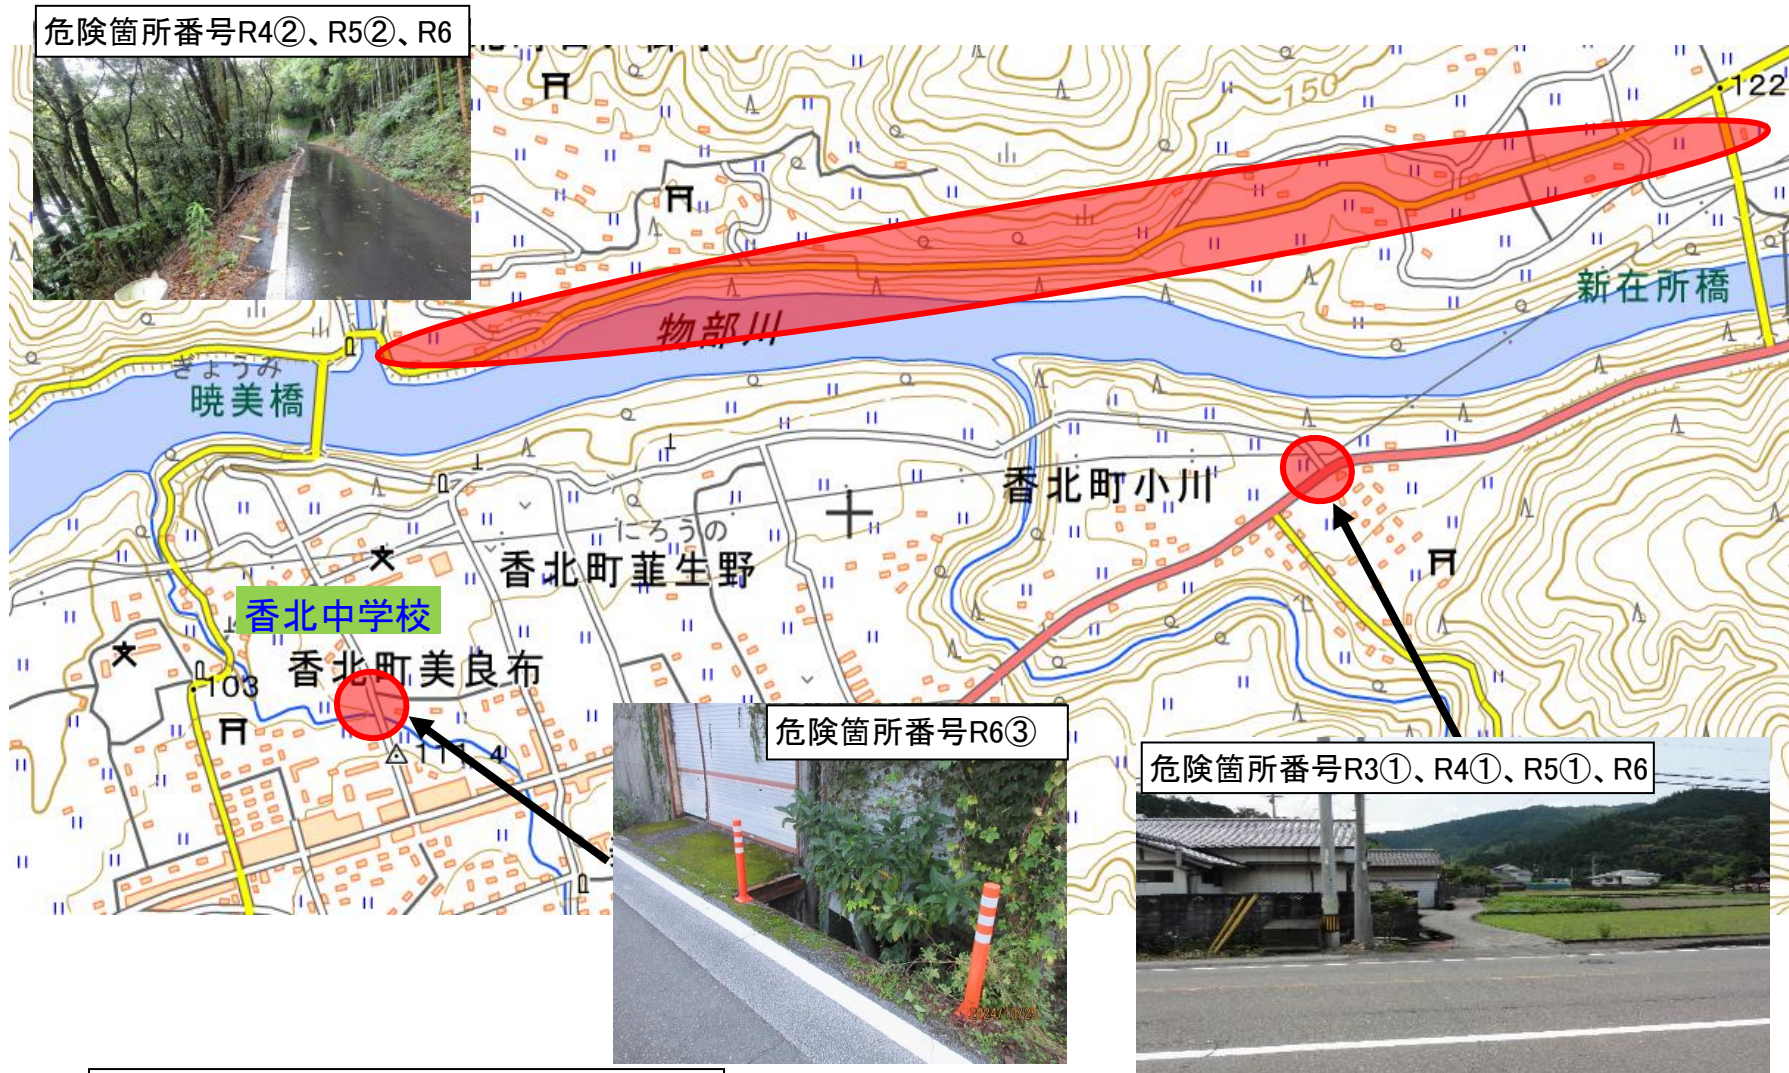 危険箇所番号R4②、R5②、R6
150
122
新在所橋
物部川
ぎょうみ
暁美橋
香北町小川
にろうの
香北町韮生野
香北中学校
香北町美良布
103
111.4
危険箇所番号R6③
危険箇所番号R3①、R4①、R5①、R6